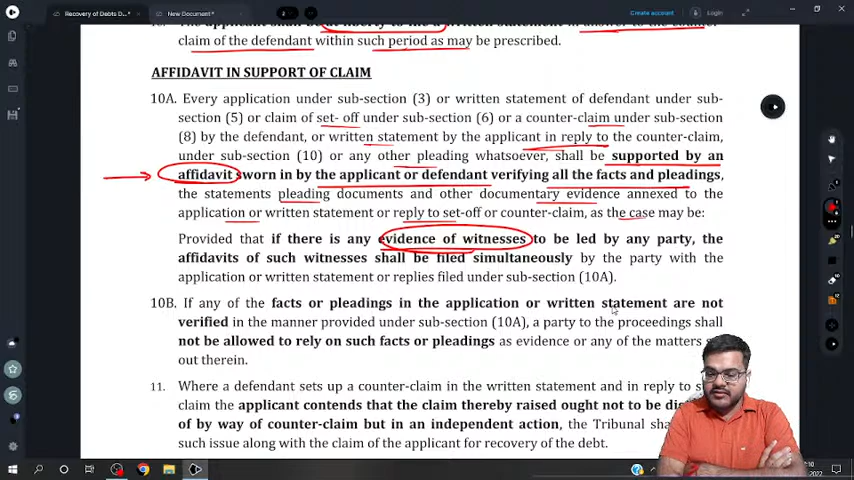 Recovery of Debts D...*
New Document*
2
Create account
Login
written statement
claim of the defendant within such period as may be prescribed.
AFFIDAVIT IN SUPPORT OF CLAIM
10A. Every application under sub-section (3) or written statement of defendant under sub-
section (5) or claim of set- off under sub-section (6) or a counter-claim under sub-section
(8) by the defendant, or written statement by the applicant in reply to the counter-claim,
under sub-section (10) or any other pleading whatsoever, shall be supported by an
affidavit sworn in by the applicant or defendant verifying all the facts and pleadings,
the statements pleading documents and other documentary evidence annexed to the
application or written statement or reply to set-off or counter-claim, as the case may be:
Provided that if there is any evidence of witnesses to be led by any party, the
affidavits of such witnesses shall be filed simultaneously by the party with the
application or written statement or replies filed under sub-section (10A).
10B. If any of the facts or pleadings in the application or written statement are not
verified in the manner provided under sub-section (10A), a party to the proceedings shall
not be allowed to rely on such facts or pleadings as evidence or any of the matters
out therein.
11. Where a defendant sets up a counter-claim in the written statement and in reply to
claim the applicant contends that the claim thereby raised ought not to be
of by way of counter-claim but in an independent action, the Tribunal
such issue along with the claim of the applicant for recovery of the debt.